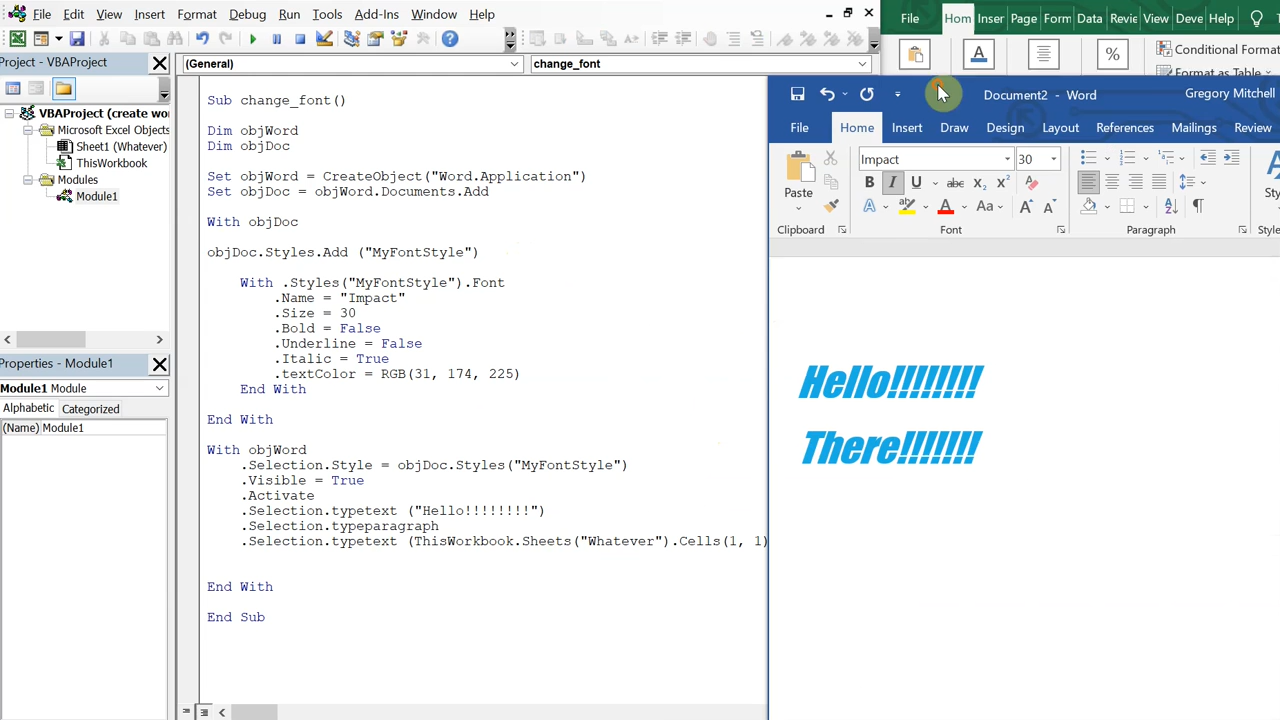 File Edit View Insert Format Debug Run Tools Add-Ins Window Help
Project - VBAProject
VBAProject (create wo
Microsoft Excel Objects
Sheet1 (Whatever)
ThisWorkbook
Modules
Module1
Properties - Module1
Module1 Module
Alphabetic Categorized
(Name) Module1
(General) change_font
Sub change_font()
Dim objWord
Dim objDoc
Set objWord = CreateObject("Word.Application")
Set objDoc = objWord.Documents.Add
With objDoc
objDoc.Styles.Add ("MyFontStyle")
With .Styles("MyFontStyle").Font
.Name = "Impact"
.Size = 30
.Bold = False
.Underline = False
.Italic = True
.textColor = RGB(31, 174, 225)
End With
End With
With objWord
.Selection.Style = objDoc.Styles("MyFontStyle")
.Visible = True
.Activate
.Selection.typetext ("Hello!!!!!!!!")
.Selection.typeparagraph
.Selection.typetext (ThisWorkbook.Sheets("Whatever").Cells(1, 1)
End With
End Sub
File Hom Inser Page Form Data Revie View Deve Help
Conditional Format
Format as Table
Document2 - Word Gregory Mitchell
File Home Insert Draw Design Layout References Mailings Review
Paste
Impact 30
B I U abc X2 X2
A ab A Aa A A
Sty
Clipboard Font Paragraph Style
Hello!!!!!!!!
There!!!!!!!